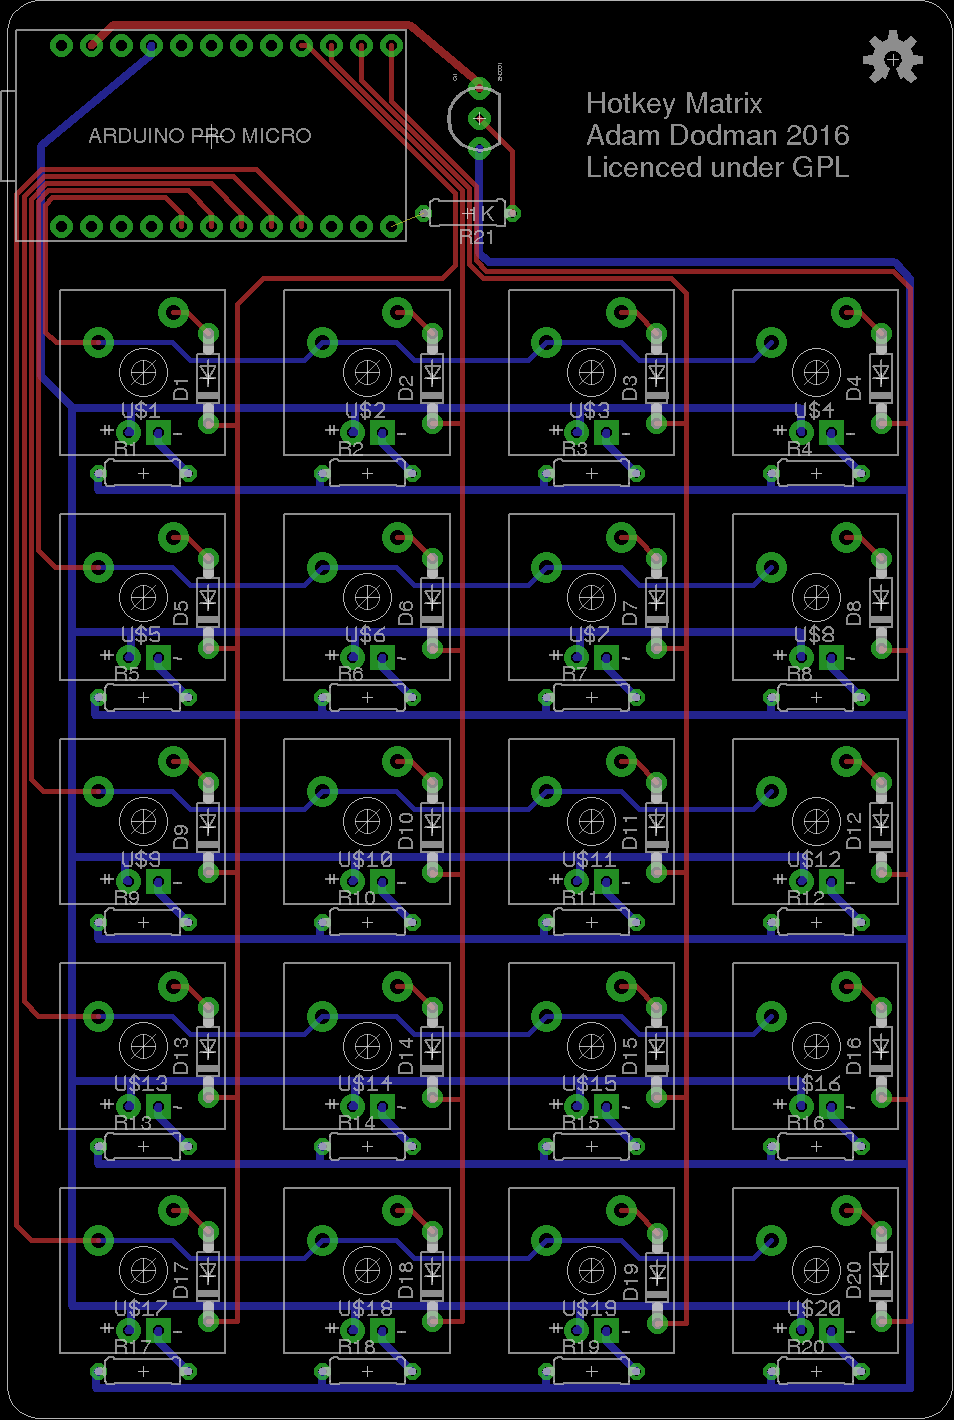 Hotkey Matrix
Adam Dodman 2016
Licenced under GPL
ARDUINO PRO MICRO
1K
R21
D1
D2
D3
D4
U$1
U$2
U$3
U$4
+ -
+ -
+ -
+ -
R1
R2
R3
R4
D5
D6
D7
D8
U$5
U$6
U$7
U$8
+ -
+ -
+ -
+ -
R5
R6
R7
R8
D9
D10
D11
D12
U$9
U$10
U$11
U$12
+ -
+ -
+ -
+ -
R9
R10
R11
R12
D13
D14
D15
D16
U$13
U$14
U$15
U$16
+ -
+ -
+ -
+ -
R13
R14
R15
R16
D17
D18
D19
D20
U$17
U$18
U$19
U$20
+ -
+ -
+ -
+ -
R17
R18
R19
R20